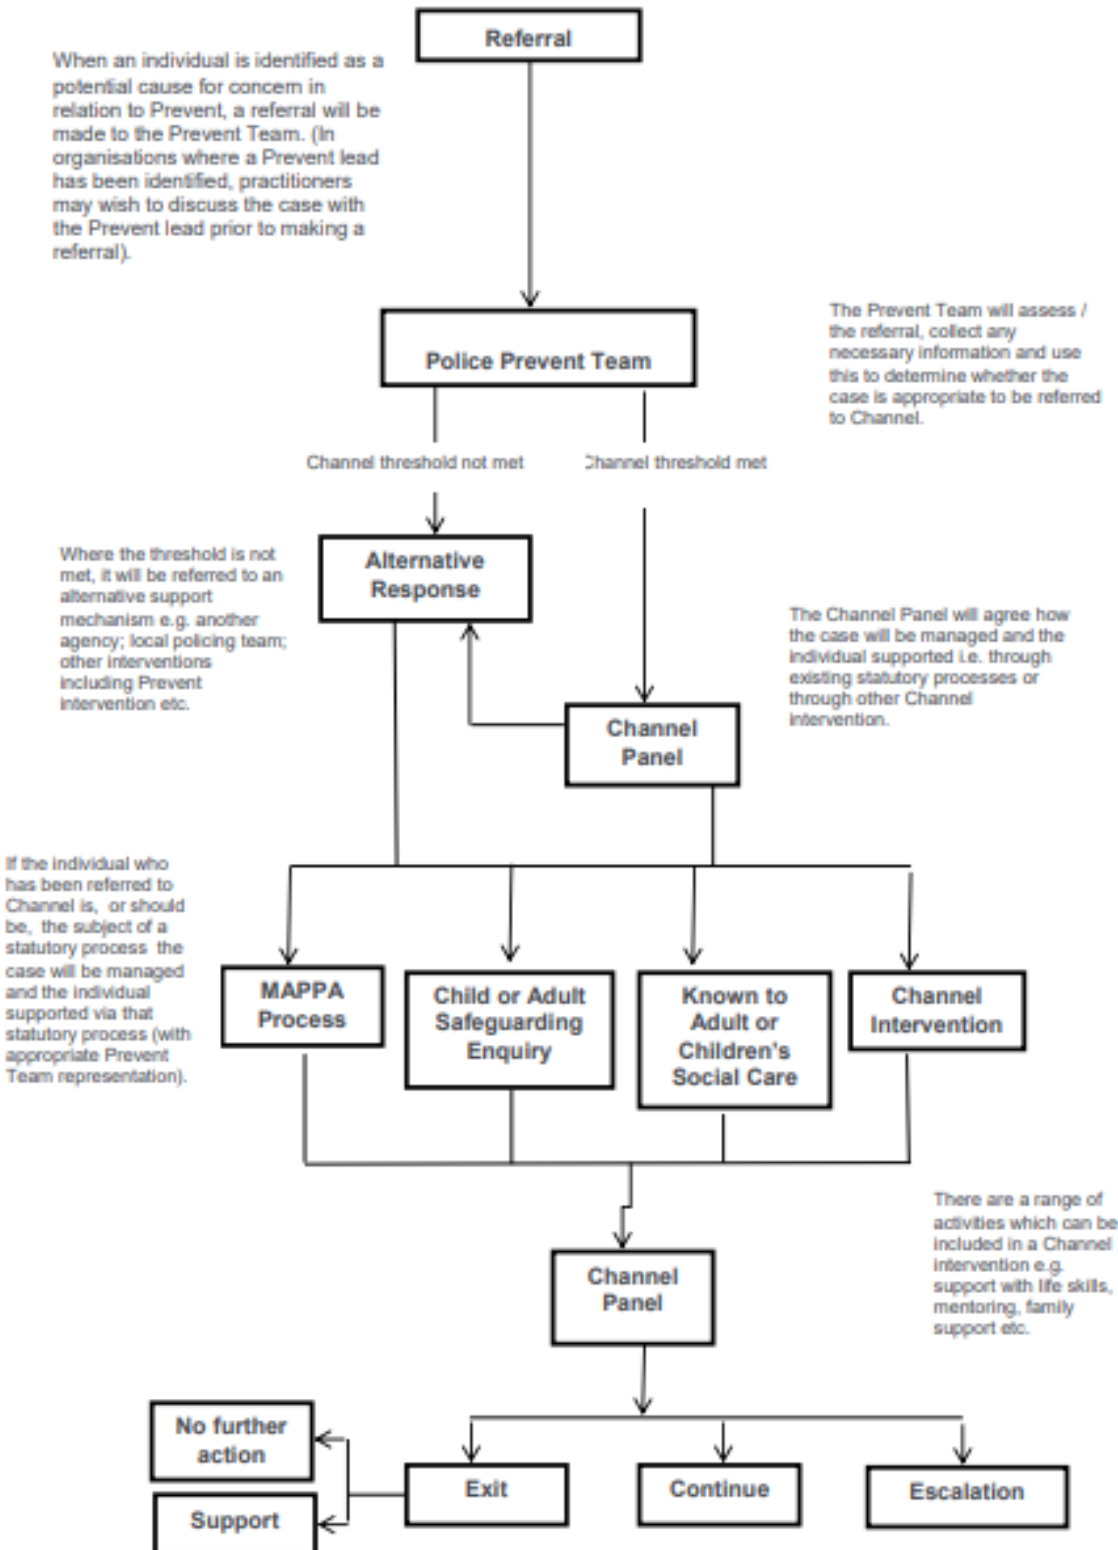 Referral
When an individual is identified as a
potential cause for concern in
relation to Prevent, a referral will be
made to the Prevent Team. (In
organisations where a Prevent lead
has been identified, practitioners
may wish to discuss the case with
the Prevent lead prior to making a
referral).
Police Prevent Team
The Prevent Team will assess /
the referral, collect any
necessary information and use
this to determine whether the
case is appropriate to be referred
to Channel.
Channel threshold not met
Channel threshold met
Alternative
Response
Where the threshold is not
met, it will be referred to an
alternative support
mechanism e.g. another
agency; local policing team;
other interventions
including Prevent
intervention etc.
The Channel Panel will agree how
the case will be managed and the
individual supported i.e. through
existing statutory processes or
through other Channel
intervention.
Channel
Panel
If the individual who
has been referred to
Channel is, or should
be, the subject of a
statutory process the
case will be managed
and the individual
supported via that
statutory process (with
appropriate Prevent
Team representation).
MAPPA
Process
Child or Adult
Safeguarding
Enquiry
Known to
Adult or
Children's
Social Care
Channel
Intervention
There are a range of
activities which can be
included in a Channel
intervention e.g.
support with life skills,
mentoring, family
support etc.
Channel
Panel
No further
action
Support
Exit
Continue
Escalation